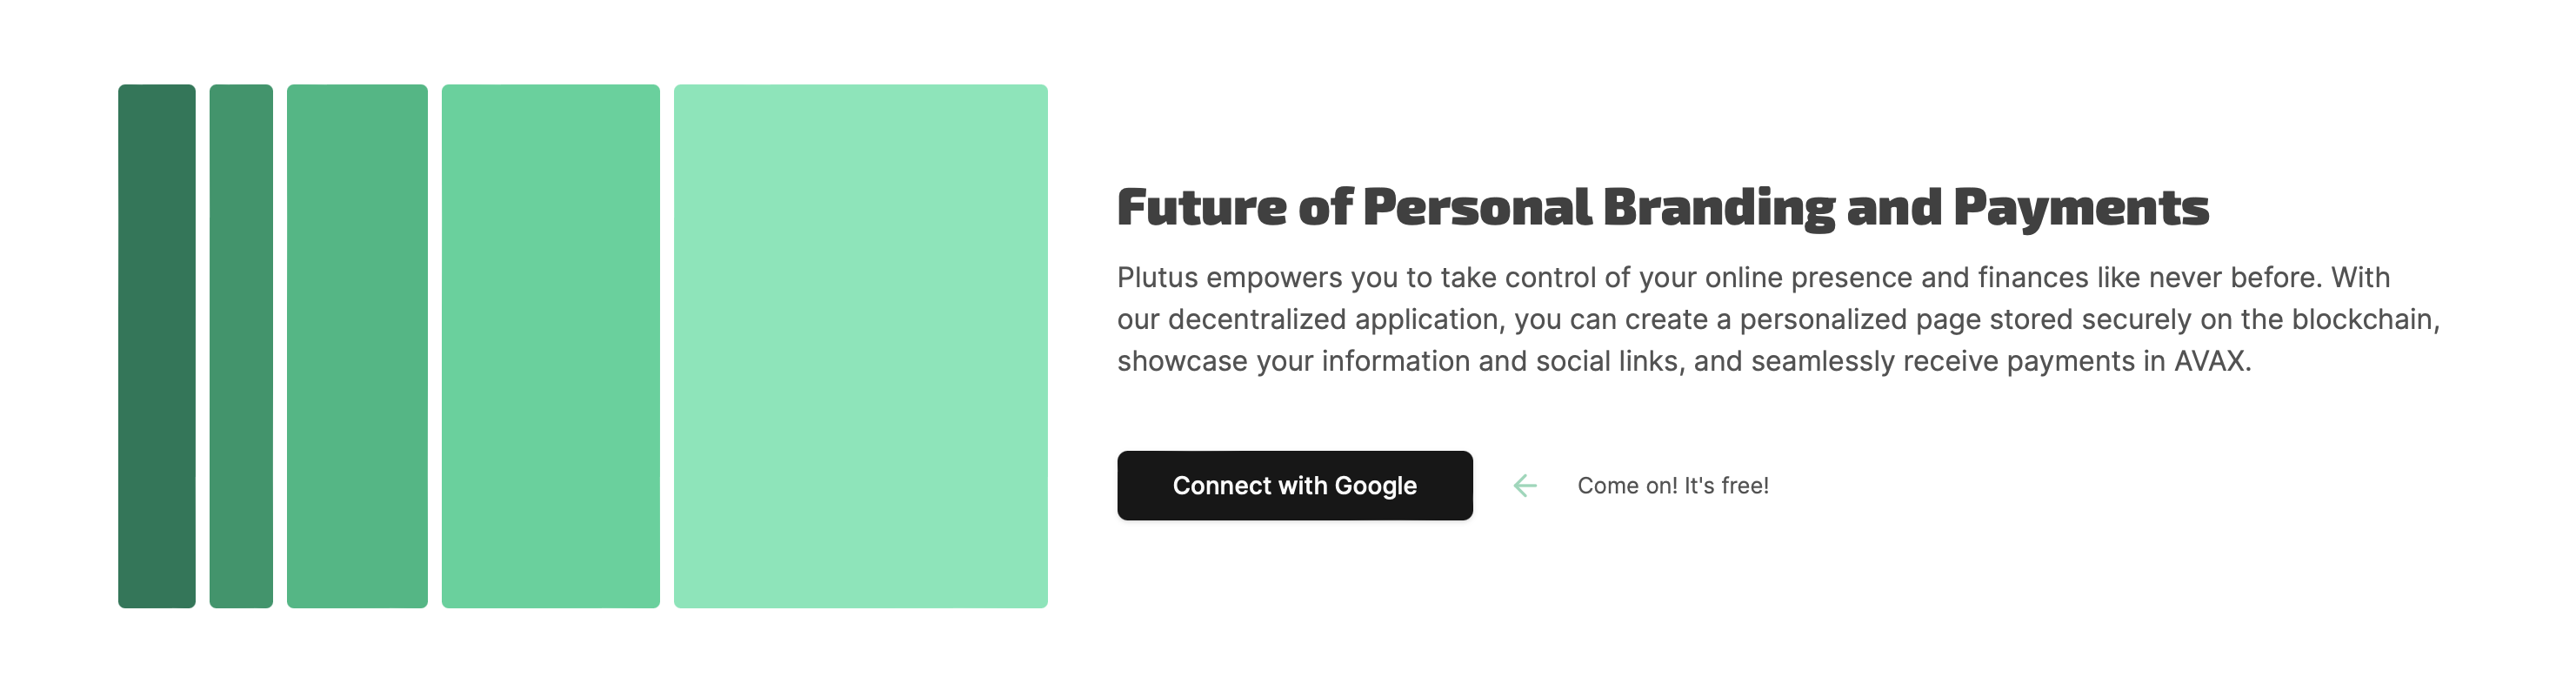 Future of Personal Branding and Payments
Plutus empowers you to take control of your online presence and finances like never before. With
our decentralized application, you can create a personalized page stored securely on the blockchain,
showcase your information and social links, and seamlessly receive payments in AVAX.
Connect with Google
Come on! It's free!